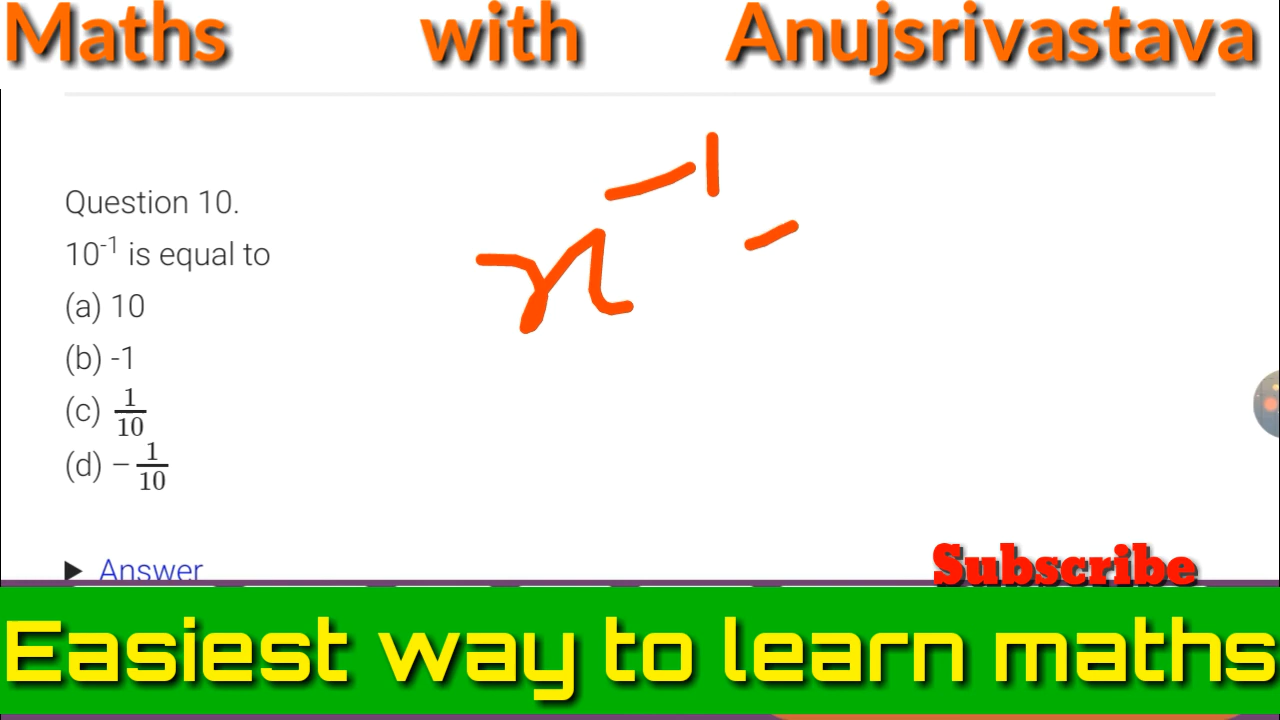 Maths with Anujsrivastava
Question 10.
10⁻¹ is equal to
(a) 10
(b) -1
(c) 1/10
(d) −1/10
x⁻¹ -
▶ Answer
Subscribe
Easiest way to learn maths